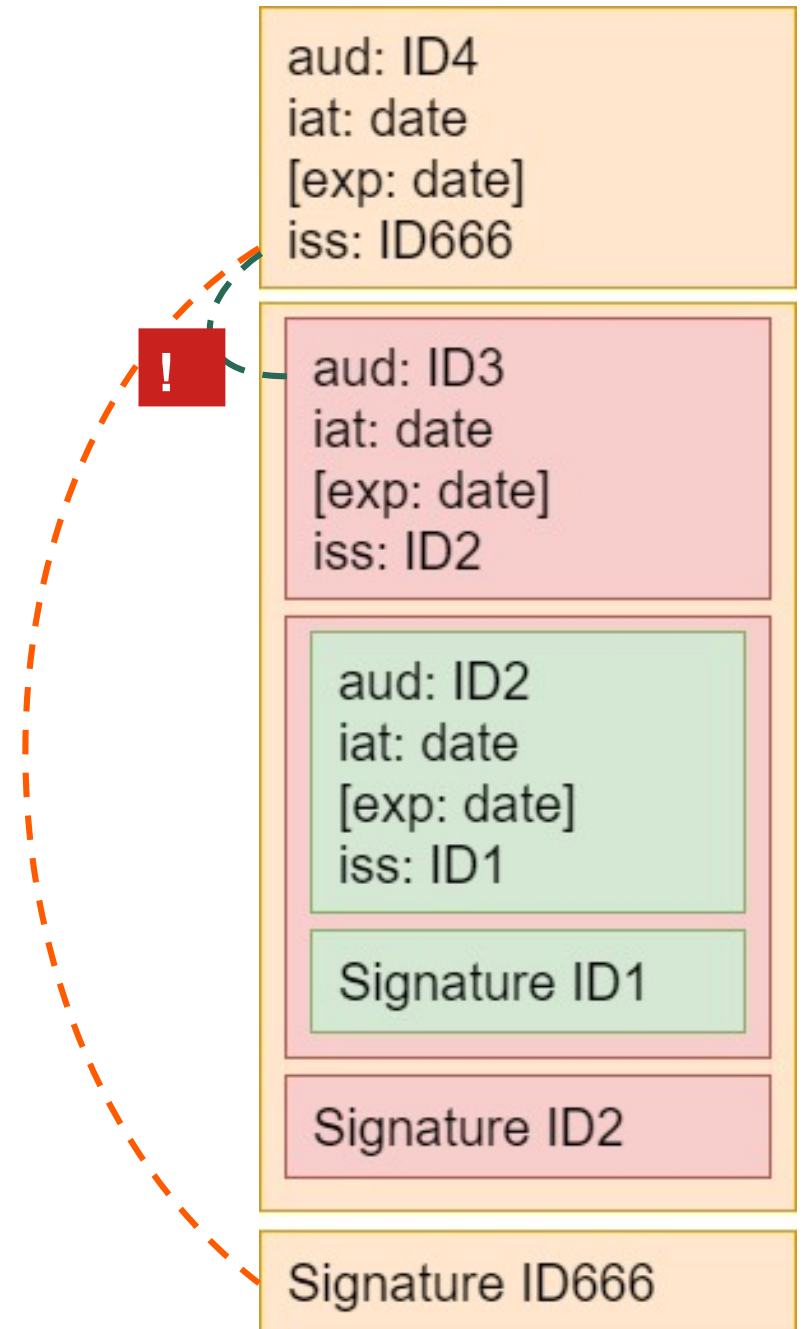 aud: ID4
iat: date
[exp: date]
iss: ID666
!
aud: ID3
iat: date
[exp: date]
iss: ID2
aud: ID2
iat: date
[exp: date]
iss: ID1
Signature ID1
Signature ID2
Signature ID666